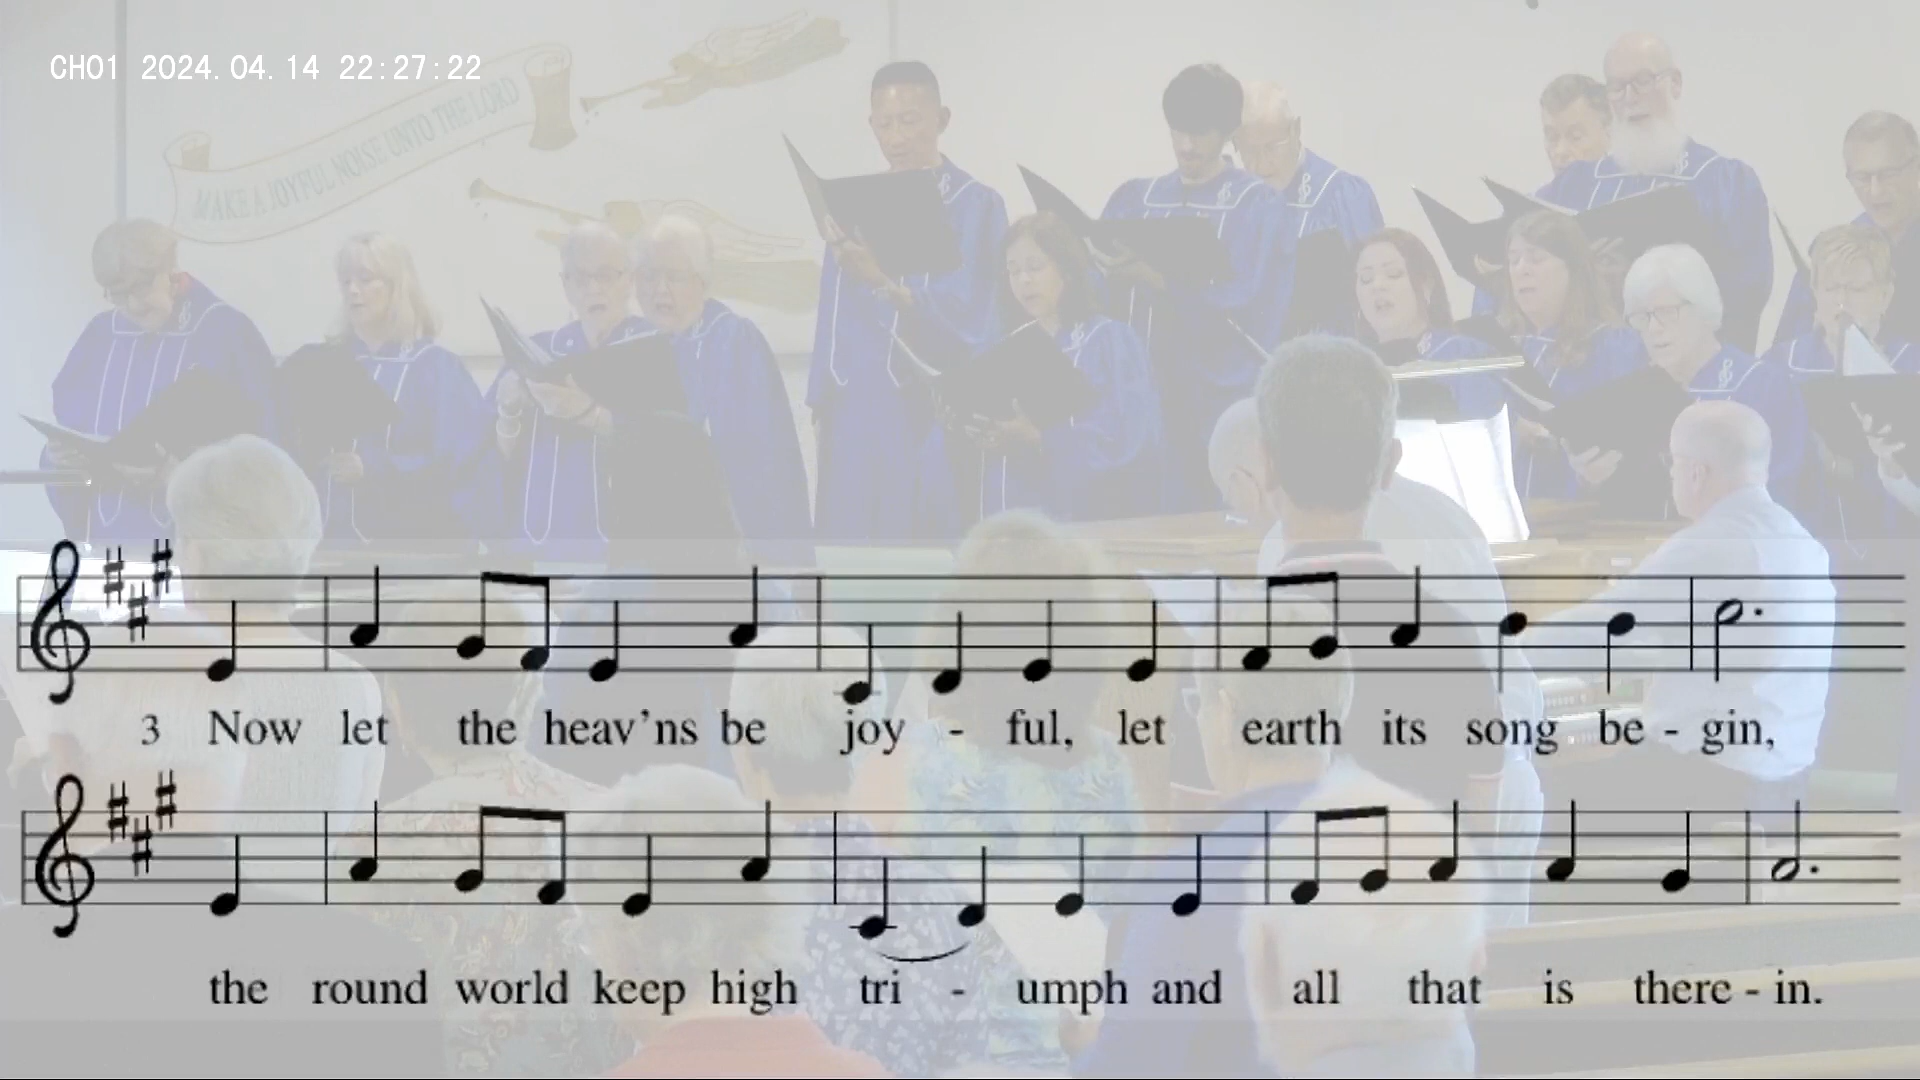 CH01 2024.04.14 22:27:22
MAKE A JOYFUL NOISE UNTO THE LORD
3 Now let the heav'ns be joy - ful, let earth its song be - gin,
the round world keep high tri - umph and all that is there - in.